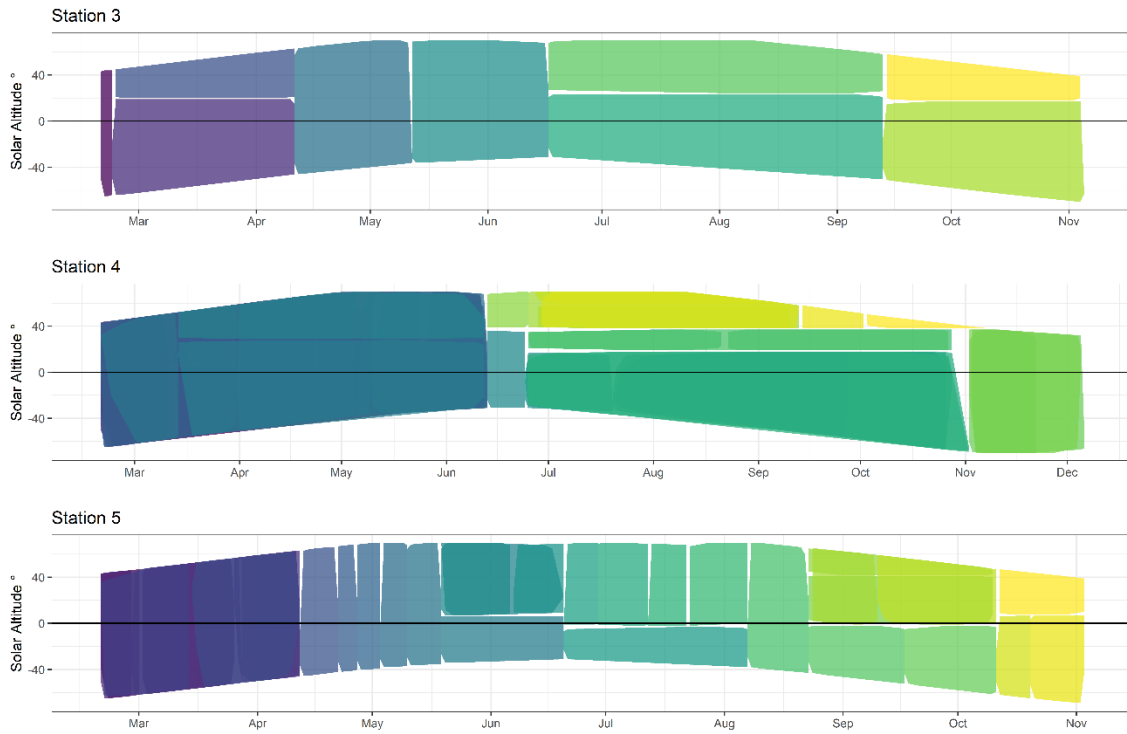 Station 3
Solar Altitude °
40
0
-40
Mar Apr May Jun Jul Aug Sep Oct Nov
Station 4
Solar Altitude °
40
0
-40
Mar Apr May Jun Jul Aug Sep Oct Nov Dec
Station 5
Solar Altitude °
40
0
-40
Mar Apr May Jun Jul Aug Sep Oct Nov